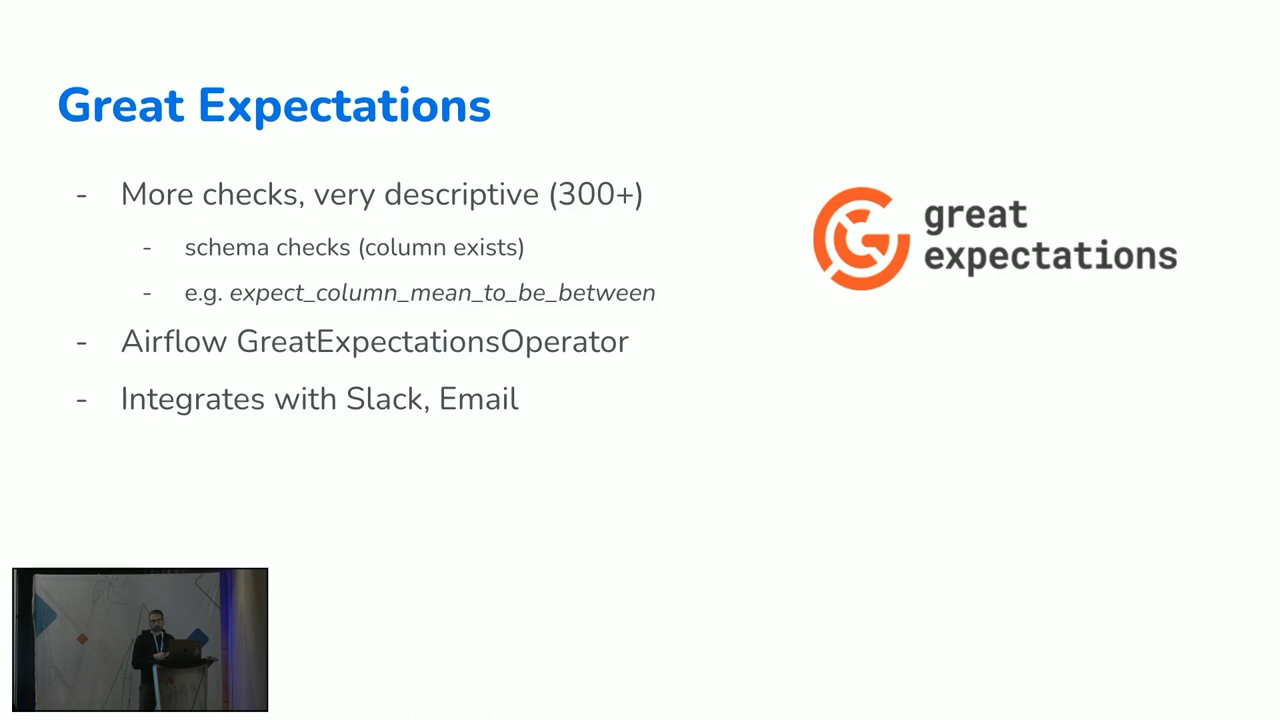 Great Expectations
- More checks, very descriptive (300+)
- schema checks (column exists)
- e.g. expect_column_mean_to_be_between
- Airflow GreatExpectationsOperator
- Integrates with Slack, Email
great
expectations